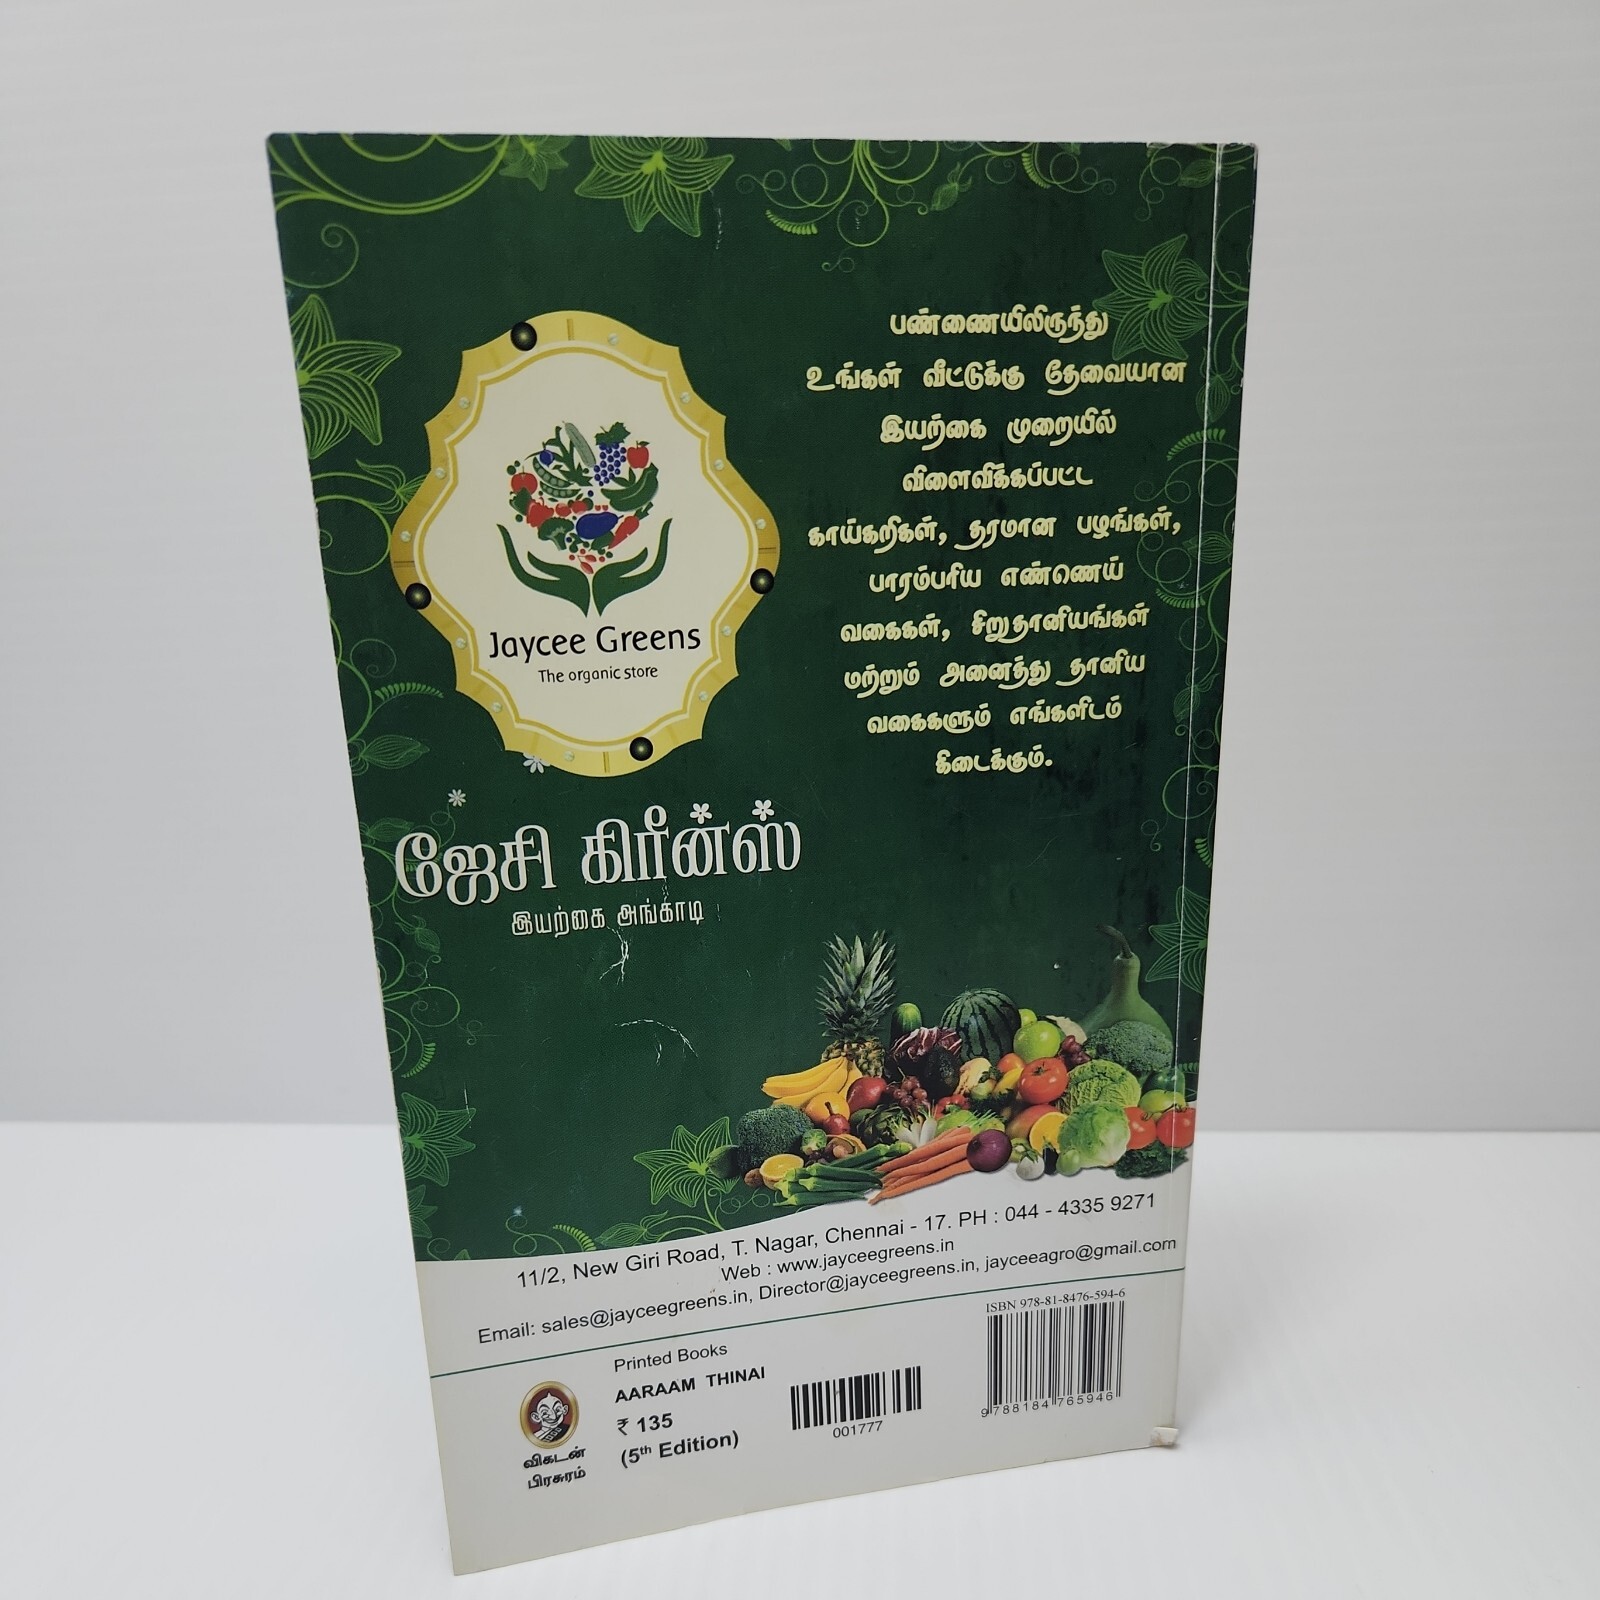 பண்ணையிலிருந்து
உங்கள் வீட்டுக்கு தேவையான
இயற்கை முறையில்
விளைவிக்கப்பட்ட
காய்கறிகள், தரமான பழங்கள்,
பாரம்பரிய எண்ணெய்
வகைகள், சிறுதானியங்கள்
மற்றும் அனைத்து தானிய
வகைகளும் எங்களிடம்
கிடைக்கும்.
Jaycee Greens
The organic store
ஜேசி கிரீன்ஸ்
இயற்கை அங்காடி
11/2, New Giri Road, T. Nagar, Chennai - 17. PH : 044 - 4335 9271
Web : www.jayceegreens.in
Email: sales@jayceegreens.in, Director@jayceegreens.in, jayceeagro@gmail.com
விகடன்
பிரசுரம்
Printed Books
AARAAM THINAI
₹ 135
(5th Edition)
001777
ISBN 978-81-8476-594-6
9 788184 765946